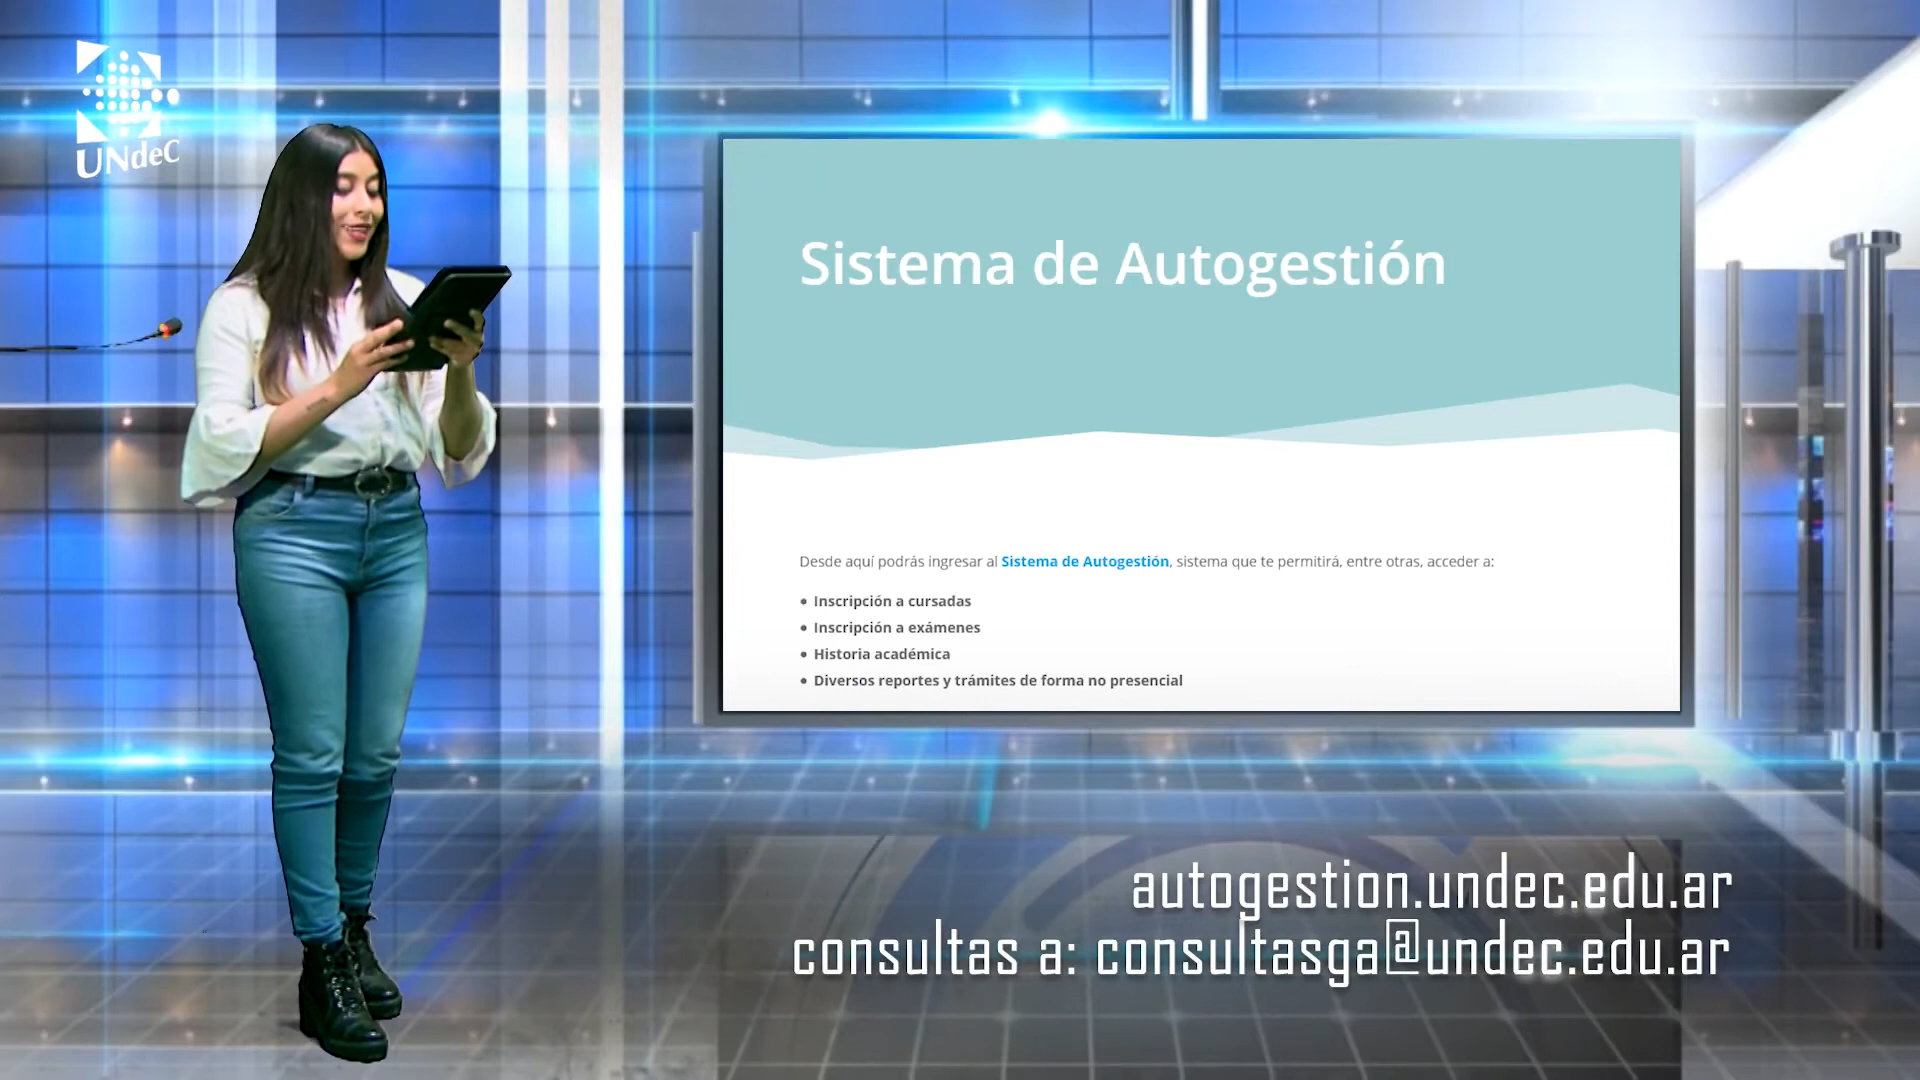 UNdeC
Sistema de Autogestión
Desde aquí podrás ingresar al Sistema de Autogestión, sistema que te permitirá, entre otras, acceder a:
• Inscripción a cursadas
• Inscripción a exámenes
• Historia académica
• Diversos reportes y trámites de forma no presencial
autogestion.undec.edu.ar
consultas a: consultasga@undec.edu.ar